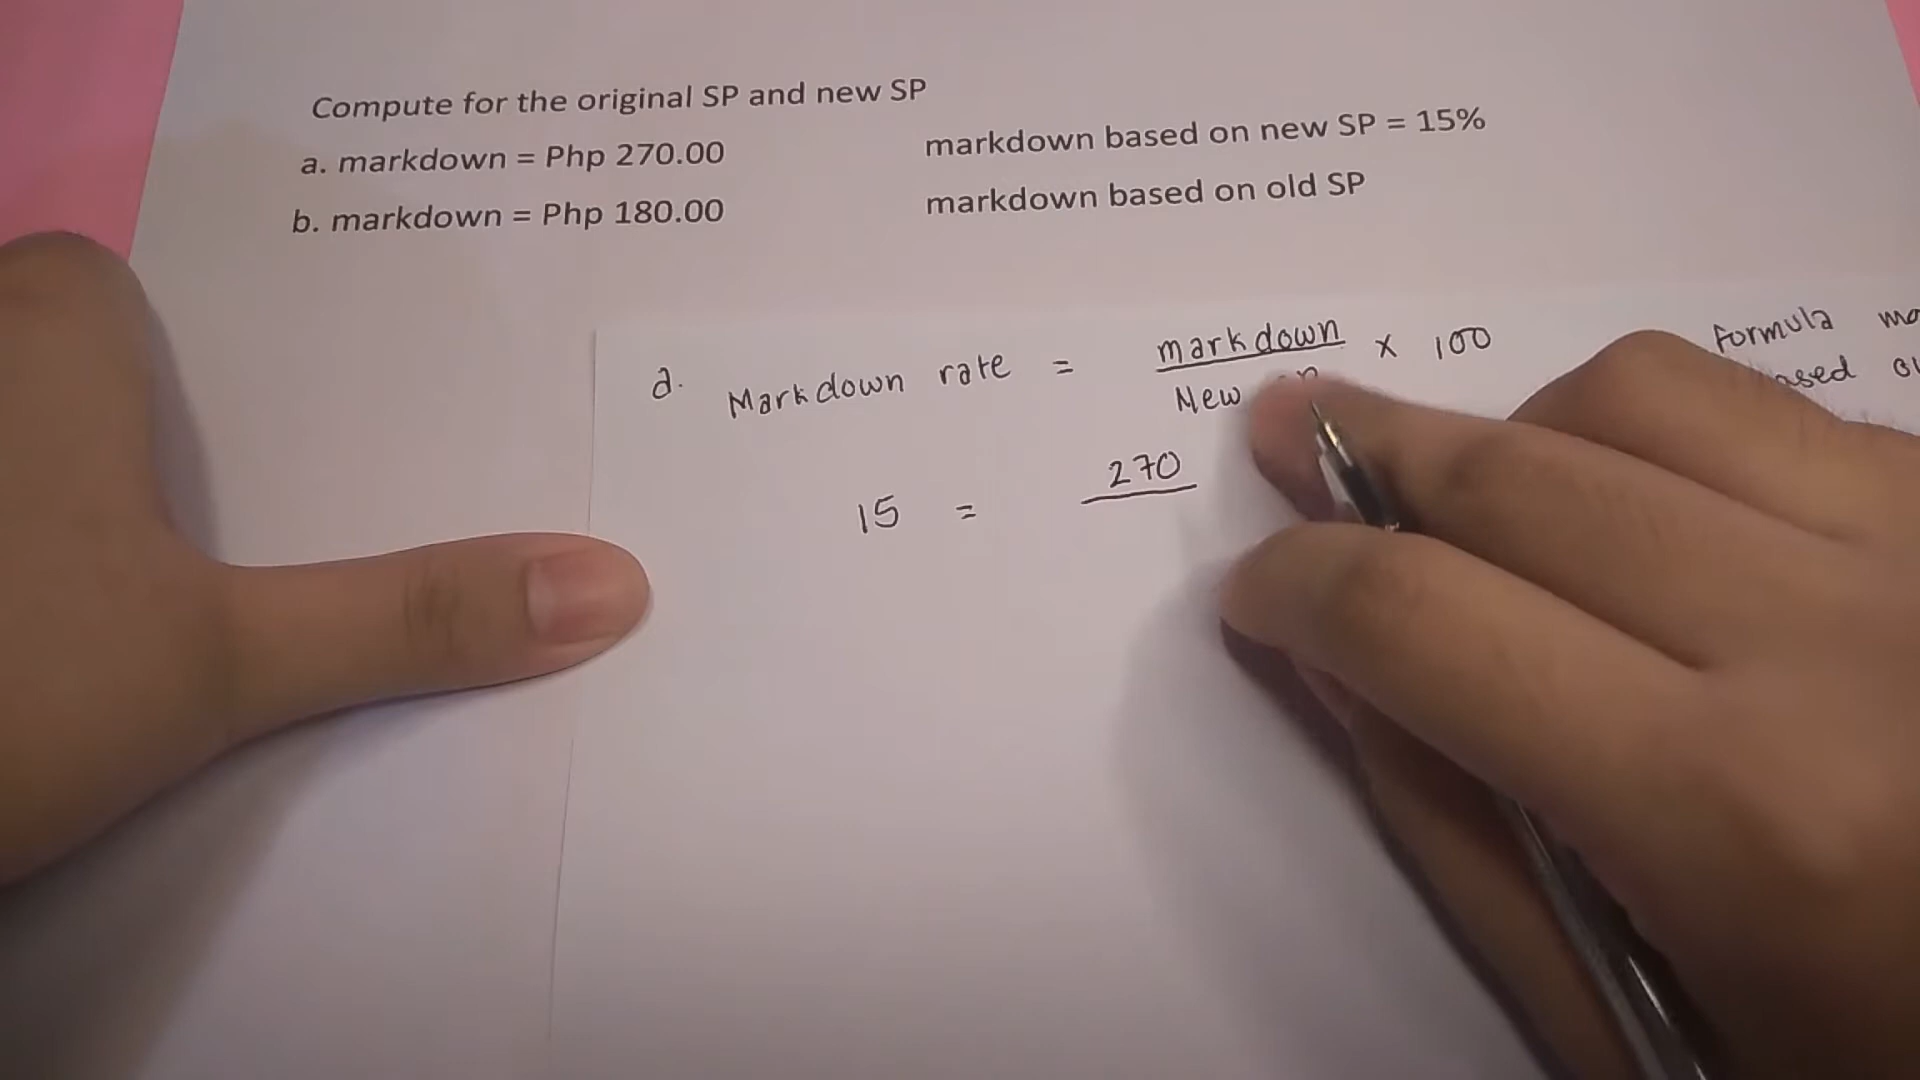 Compute for the original SP and new SP
a. markdown = Php 270.00 markdown based on new SP = 15%
b. markdown = Php 180.00 markdown based on old SP
a. Markdown rate = markdown x 100
New
15 = 270
Formula